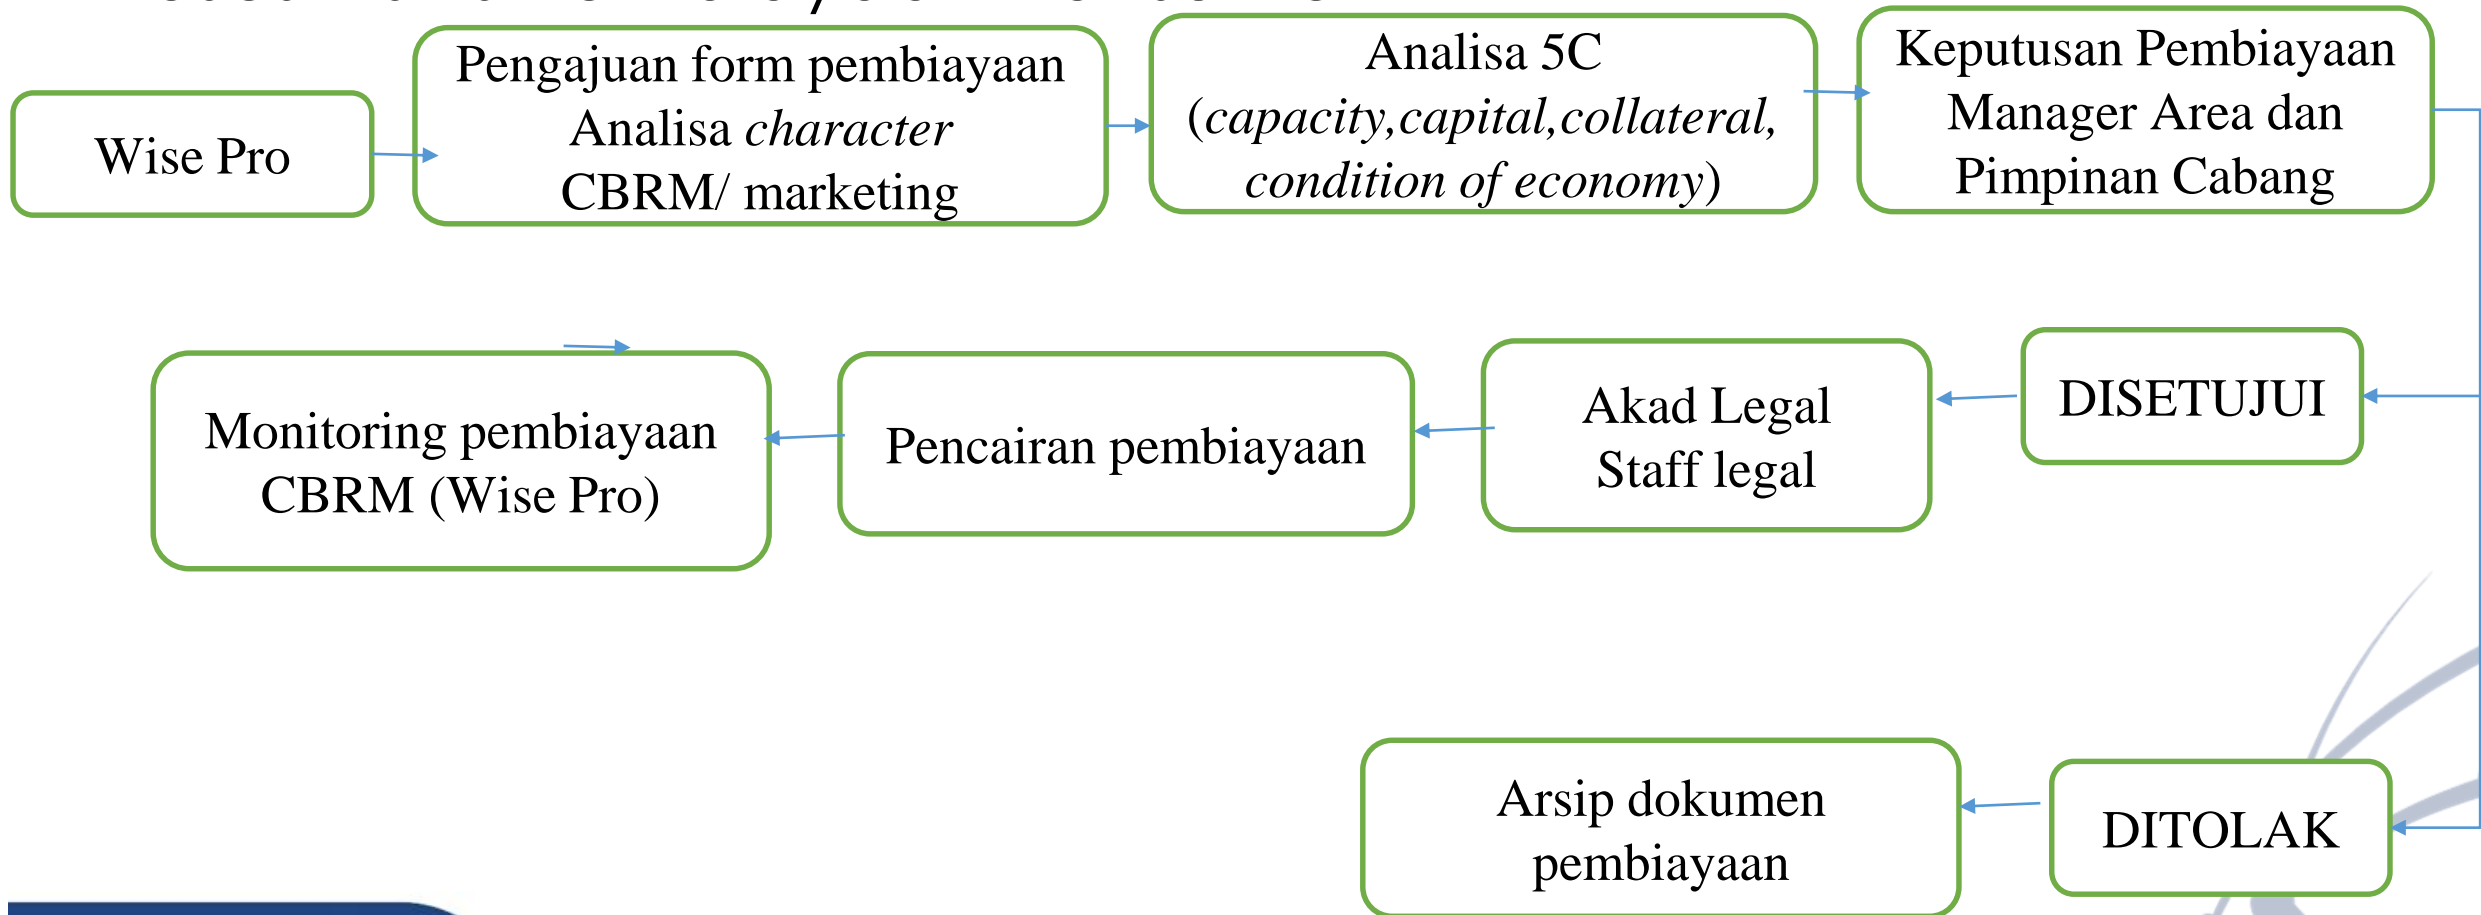 Wise Pro
Pengajuan form pembiayaan
Analisa character
CBRM/ marketing
Analisa 5C
(capacity,capital,collateral,
condition of economy)
Keputusan Pembiayaan
Manager Area dan
Pimpinan Cabang
DISETUJUI
Akad Legal
Staff legal
Pencairan pembiayaan
Monitoring pembiayaan
CBRM (Wise Pro)
DITOLAK
Arsip dokumen
pembiayaan